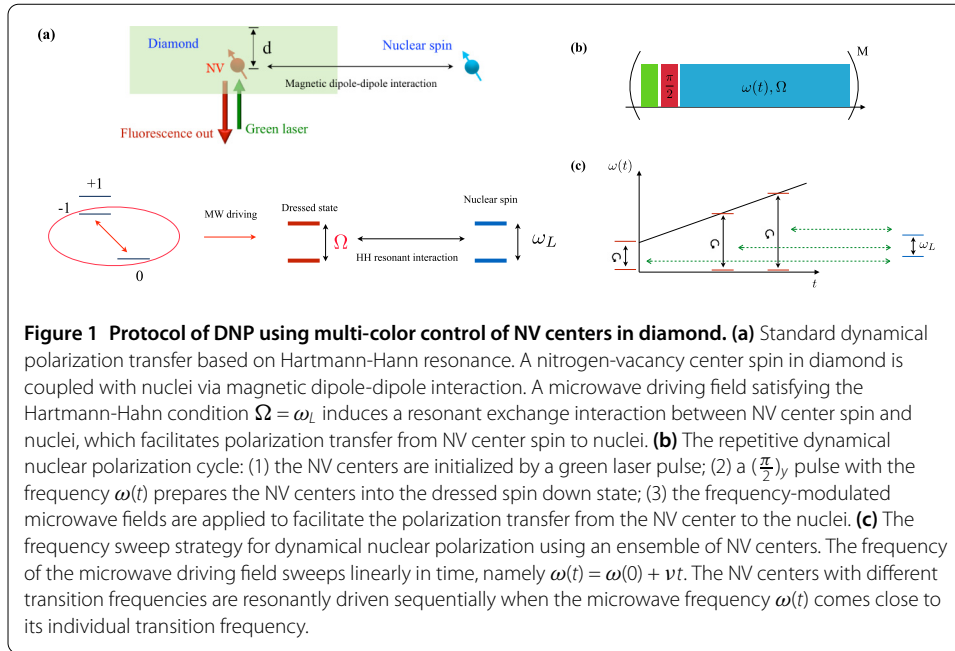 (a)
Diamond
d
Nuclear spin
NV
Magnetic dipole-dipole interaction
Fluorescence out
Green laser
(b)
M
π/2
ω(t), Ω
+1
-1
0
MW driving
Dressed state
Ω
HH resonant interaction
Nuclear spin
ω_L
(c)
ω(t)
Ω
Ω
Ω
ω_L
t
Figure 1 Protocol of DNP using multi-color control of NV centers in diamond. (a) Standard dynamical
polarization transfer based on Hartmann-Hann resonance. A nitrogen-vacancy center spin in diamond is
coupled with nuclei via magnetic dipole-dipole interaction. A microwave driving field satisfying the
Hartmann-Hahn condition Ω = ω_L induces a resonant exchange interaction between NV center spin and
nuclei, which facilitates polarization transfer from NV center spin to nuclei. (b) The repetitive dynamical
nuclear polarization cycle: (1) the NV centers are initialized by a green laser pulse; (2) a (π/2)_y pulse with the
frequency ω(t) prepares the NV centers into the dressed spin down state; (3) the frequency-modulated
microwave fields are applied to facilitate the polarization transfer from the NV center to the nuclei. (c) The
frequency sweep strategy for dynamical nuclear polarization using an ensemble of NV centers. The frequency
of the microwave driving field sweeps linearly in time, namely ω(t) = ω(0) + νt. The NV centers with different
transition frequencies are resonantly driven sequentially when the microwave frequency ω(t) comes close to
its individual transition frequency.